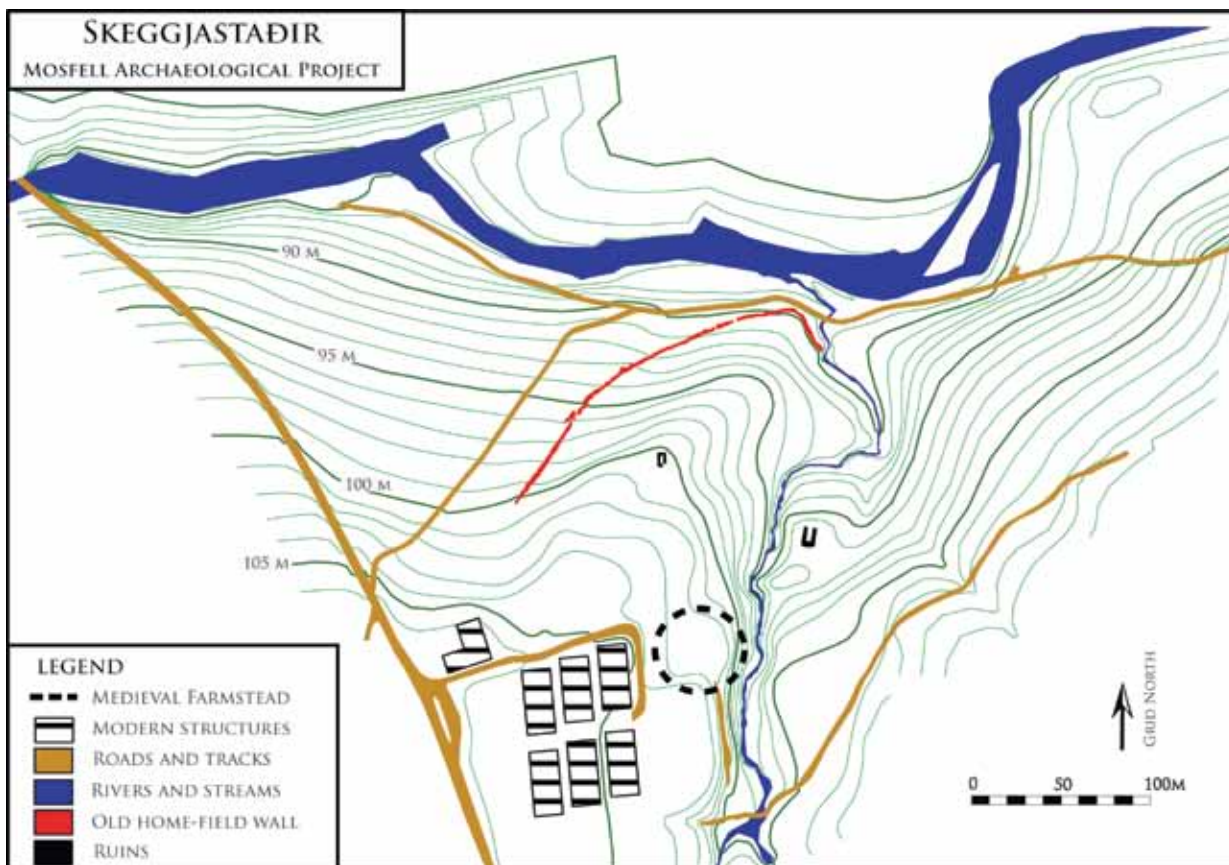 SKEGGJASTAÐIR
MOSFELL ARCHAEOLOGICAL PROJECT
90 M
95 M
100 M
105 M
LEGEND
MEDIEVAL FARMSTEAD
MODERN STRUCTURES
ROADS AND TRACKS
RIVERS AND STREAMS
OLD HOME-FIELD WALL
RUINS
GRID NORTH
0 50 100M